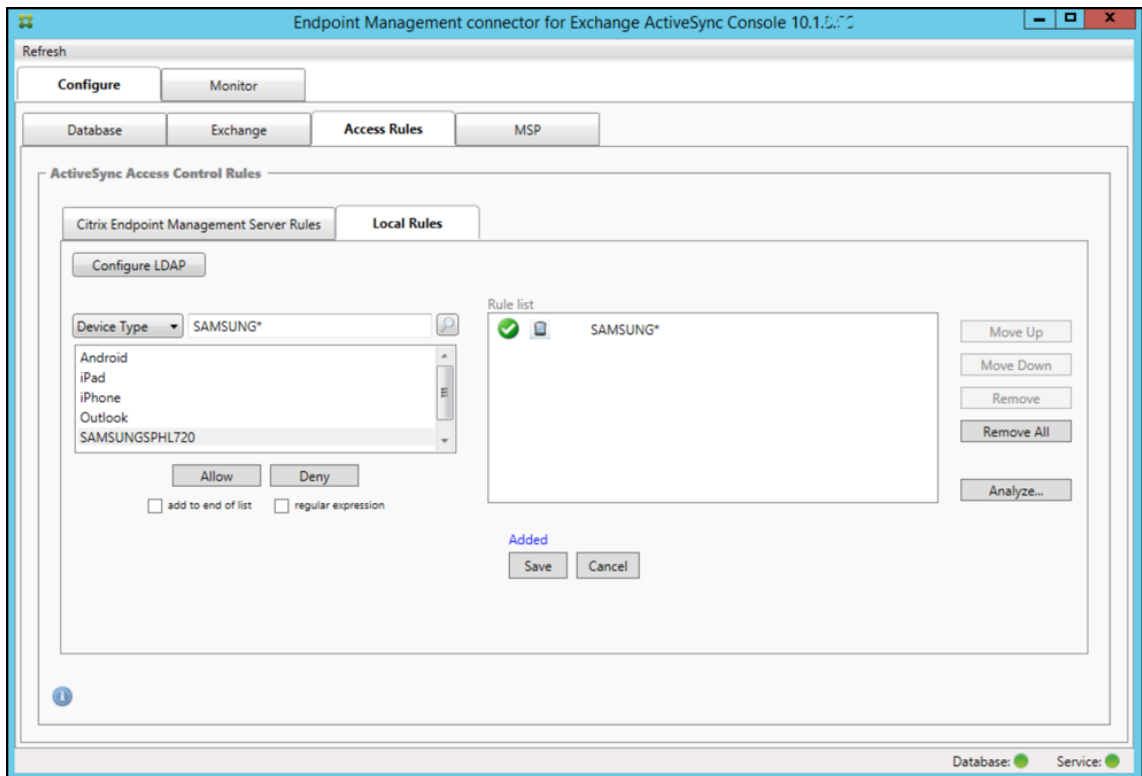 Endpoint Management connector for Exchange ActiveSync Console 10.1.
Refresh
Configure Monitor
Database Exchange Access Rules MSP
ActiveSync Access Control Rules
Citrix Endpoint Management Server Rules Local Rules
Configure LDAP
Rule list
Device Type SAMSUNG*
SAMSUNG*
Move Up
Android
iPad
Move Down
iPhone
Remove
Outlook
SAMSUNGSPHL720
Remove All
Allow Deny
Analyze...
add to end of list regular expression
Added
Save Cancel
Database: Service: